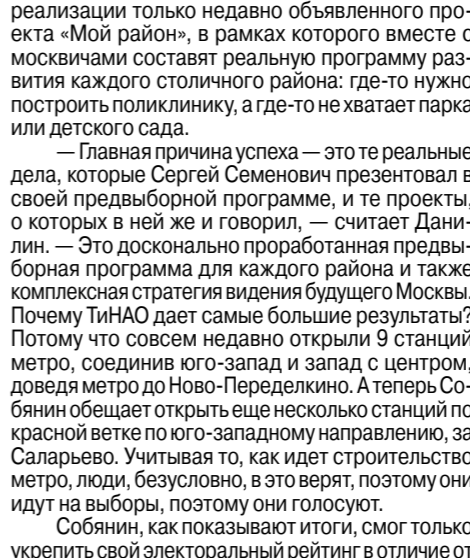 реализации только недавно объявленного про-
екта «Мой район», в рамках которого вместе с
москвичами составят реальную программу раз-
вития каждого столичного района: где-то нужно
построить поликлинику, а где-то не хватает парка
или детского сада.
— Главная причина успеха — это те реальные
дела, которые Сергей Семенович презентовал в
своей предвыборной программе, и те проекты,
о которых в ней же и говорил, — считает Дани-
лин. — Это досконально проработанная предвы-
борная программа для каждого района и также
комплексная стратегия видения будущего Москвы.
Почему ТиНАО дает самые большие результаты?
Потому что совсем недавно открыли 9 станций
метро, соединив юго-запад и запад с центром,
доведя метро до Ново-Переделкино. А теперь Со-
бянин обещает открыть еще несколько станций по
красной ветке по юго-западному направлению, за
Саларьево. Учитывая то, как идет строительство
метро, люди, безусловно, в это верят, поэтому они
идут на выборы, поэтому они голосуют.
Собянин, как показывают итоги, смог только
укрепить свой электоральный рейтинг в отличие от